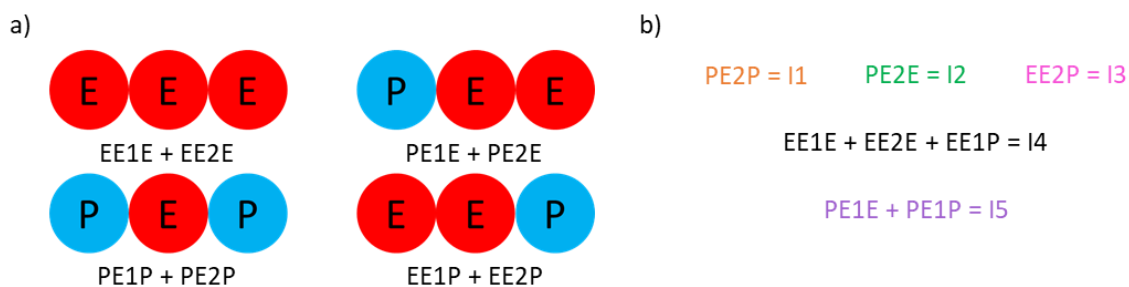 a)
E E E
P E E
EE1E + EE2E
PE1E + PE2E
P E P
E E P
PE1P + PE2P
EE1P + EE2P
b)
PE2P = I1
PE2E = I2
EE2P = I3
EE1E + EE2E + EE1P = I4
PE1E + PE1P = I5